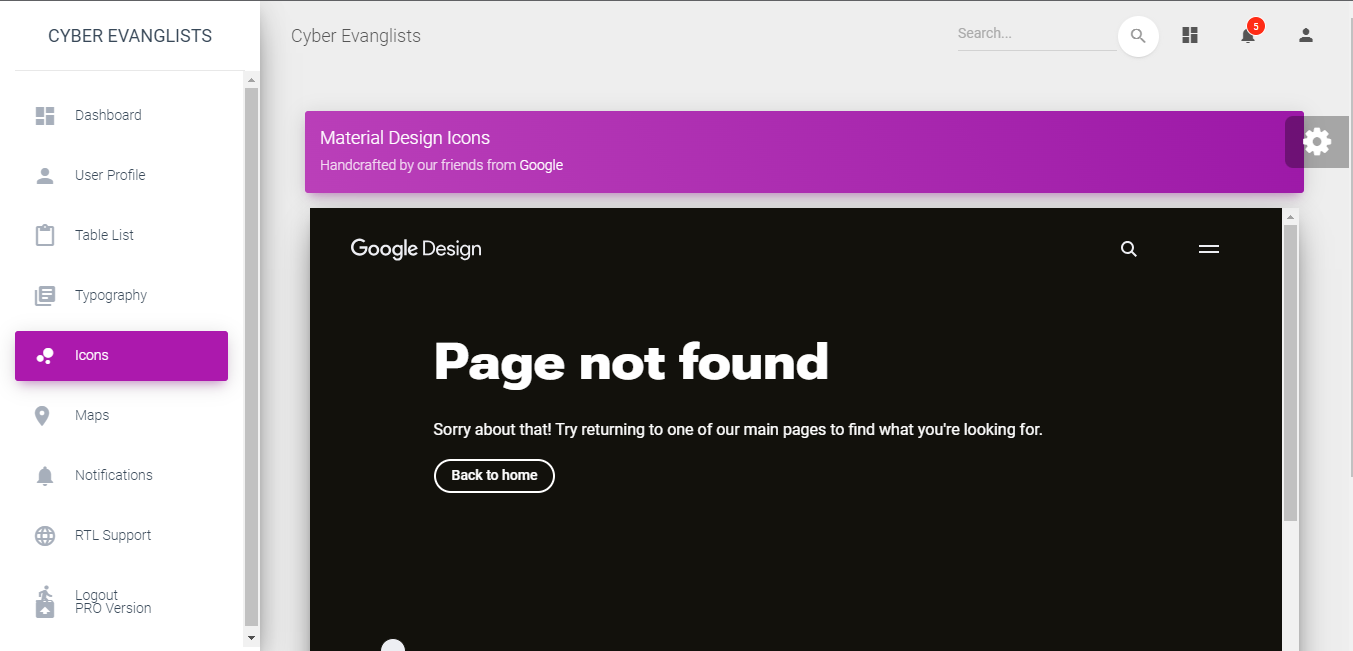 CYBER EVANGLISTS
Dashboard
User Profile
Table List
Typography
Icons
Maps
Notifications
RTL Support
Logout
PRO Version
Cyber Evanglists
Search...
5
Material Design Icons
Handcrafted by our friends from Google
Google Design
Page not found
Sorry about that! Try returning to one of our main pages to find what you're looking for.
Back to home